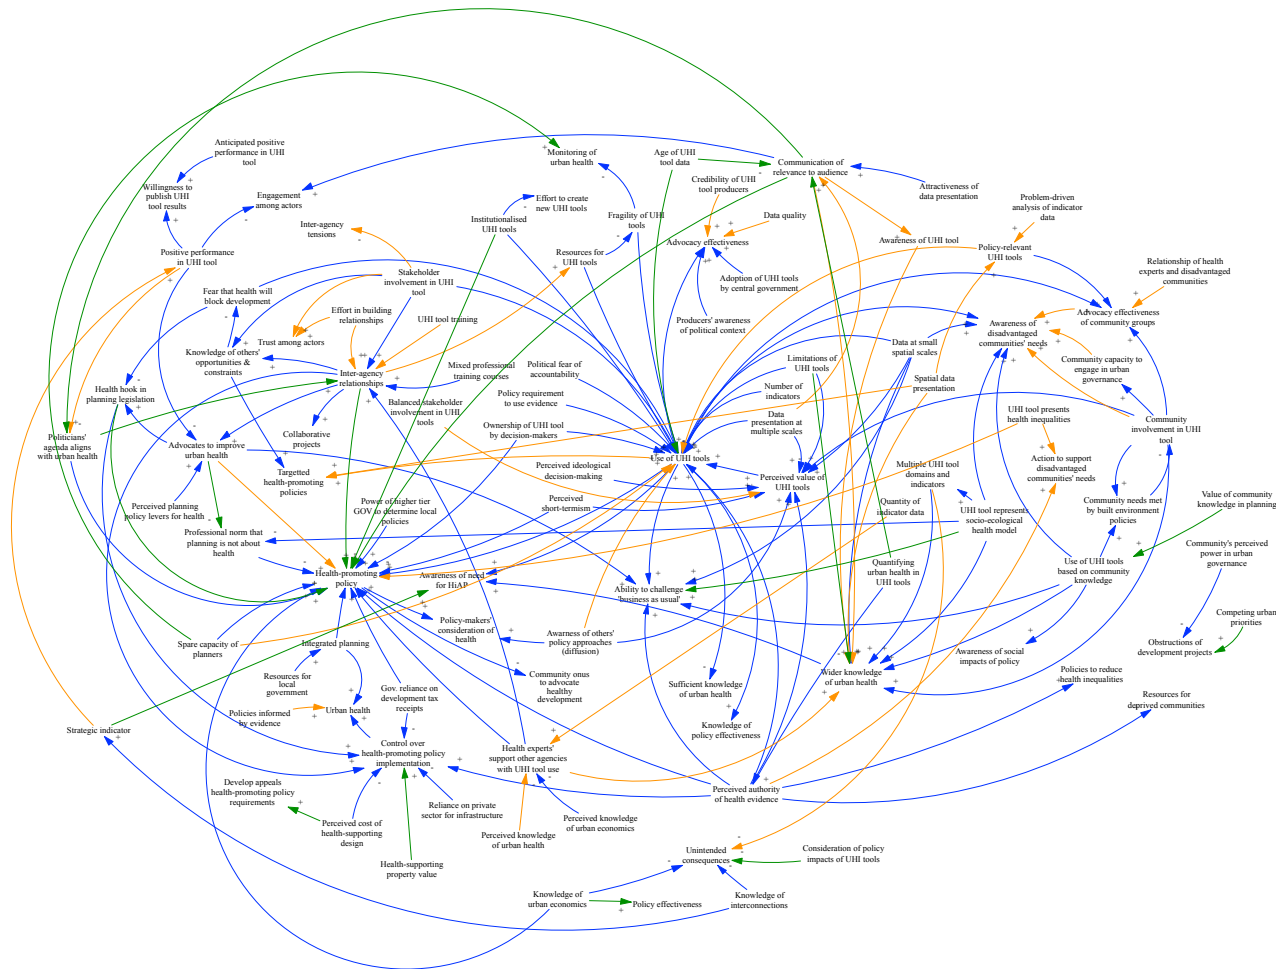 Anticipated positive
performance in UHI
tool
Monitoring of
urban health
Age of UHI
tool data
Communication of
relevance to audience
Willingness to
publish UHI
tool results
Engagement
among actors
Effort to create
new UHI tools
Credibility of UHI
tool producers
Attractiveness of
data presentation
Problem-driven
analysis of indicator
data
Inter-agency
tensions
Institutionalised
UHI tools
Fragility of UHI
tools
Data quality
Advocacy effectiveness
Awareness of UHI tool
Policy-relevant
UHI tools
Positive performance
in UHI tool
Resources for
UHI tools
Stakeholder
involvement in UHI
tool
Adoption of UHI tools
by central government
Relationship of health
experts and disadvantaged
communities
Fear that health will
block development
Effort in building
relationships
UHI tool training
Producers' awareness
of political context
Advocacy effectiveness
of community groups
Trust among actors
Awareness of
disadvantaged
communities' needs
Knowledge of others'
opportunities &
constraints
Inter-agency
relationships
Mixed professional
training courses
Political fear of
accountability
Limitations of
UHI tools
Data at small
spatial scales
Spatial data
presentation
Community capacity to
engage in urban
governance
Health hook in
planning legislation
Balanced stakeholder
involvement in UHI
tools
Policy requirement
to use evidence
Number of
indicators
Data
presentation at
multiple scales
UHI tool presents
health inequalities
Community
involvement in UHI
tool
Politicians'
agenda aligns
with urban health
Advocates to improve
urban health
Collaborative
projects
Ownership of UHI tool
by decision-makers
Use of UHI tools
Targetted
health-promoting
policies
Perceived ideological
decision-making
Perceived value of
UHI tools
Multiple UHI tool
domains and
indicators
Action to support
disadvantaged
communities' needs
Perceived planning
policy levers for health
Power of higher tier
GOV to determine local
policies
Perceived
short-termism
Quantity of
indicator data
UHI tool represents
socio-ecological
health model
Community needs met
by built environment
policies
Value of community
knowledge in planning
Professional norm that
planning is not about
health
Community's perceived
power in urban
governance
Health-promoting
policy
Awareness of need
for HiAP
Ability to challenge
'business as usual'
Quantifying
urban health in
UHI tools
Use of UHI tools
based on community
knowledge
Competing urban
priorities
Spare capacity of
planners
Integrated planning
Policy-makers'
consideration of
health
Awarness of others'
policy approaches
(diffusion)
Awareness of social
impacts of policy
Obstructions of
development projects
Resources for
local
government
Community onus
to advocate
healthy
development
Sufficient knowledge
of urban health
Wider knowledge
of urban health
Policies to reduce
health inequalities
Resources for
deprived communities
Gov. reliance on
development tax
receipts
Policies informed
by evidence
Urban health
Knowledge of
policy effectiveness
Strategic indicator
Control over
health-promoting policy
implementation
Health experts'
support other agencies
with UHI tool use
Perceived authority
of health evidence
Develop appeals
health-promoting policy
requirements
Reliance on private
sector for infrastructure
Perceived knowledge
of urban economics
Perceived cost of
health-supporting
design
Perceived knowledge
of urban health
Health-supporting
property value
Unintended
consequences
Consideration of policy
impacts of UHI tools
Knowledge of
urban economics
Policy effectiveness
Knowledge of
interconnections